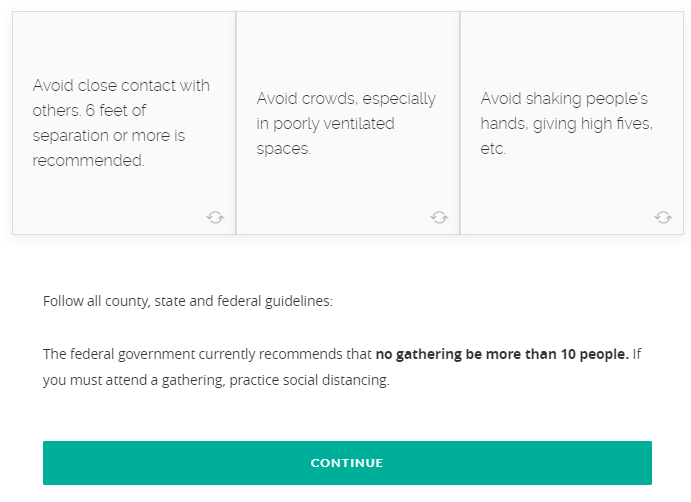 Avoid close contact with
others. 6 feet of
separation or more is
recommended.
Avoid crowds, especially
in poorly ventilated
spaces.
Avoid shaking people's
hands, giving high fives,
etc.
Follow all county, state and federal guidelines:
The federal government currently recommends that no gathering be more than 10 people. If
you must attend a gathering, practice social distancing.
CONTINUE